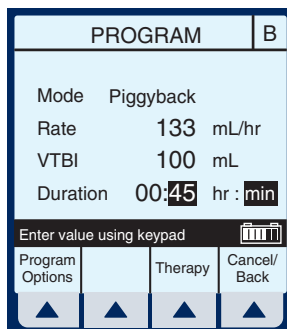 PROGRAM B
Mode Piggyback
Rate 133 mL/hr
VTBI 100 mL
Duration 00:45 hr : min
Enter value using keypad
Program Options Therapy Cancel/ Back